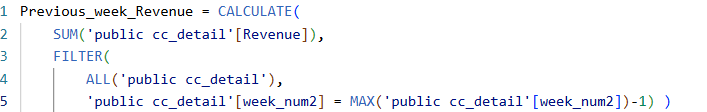 1 Previous_week_Revenue = CALCULATE(
2 SUM('public cc_detail'[Revenue]),
3 FILTER(
4 ALL('public cc_detail'),
5 'public cc_detail'[week_num2] = MAX('public cc_detail'[week_num2])-1) )